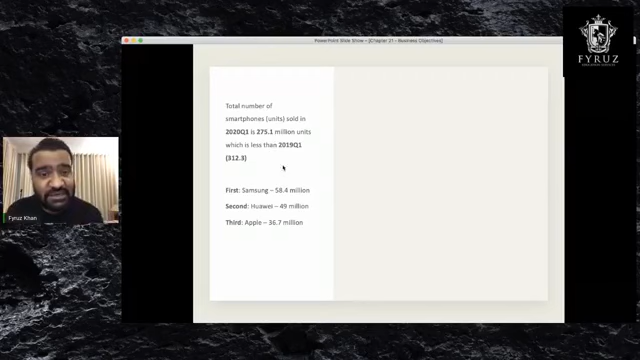 PowerPoint Slide Show - [Chapter 21 - Business Objectives]
FYRUZ
Total number of
smartphones (units) sold in
2020Q1 is 275.1 million units
which is less than 2019Q1
(312.3)
First: Samsung – 58.4 million
Second: Huawei – 49 million
Third: Apple – 36.7 million
Fyruz Khan